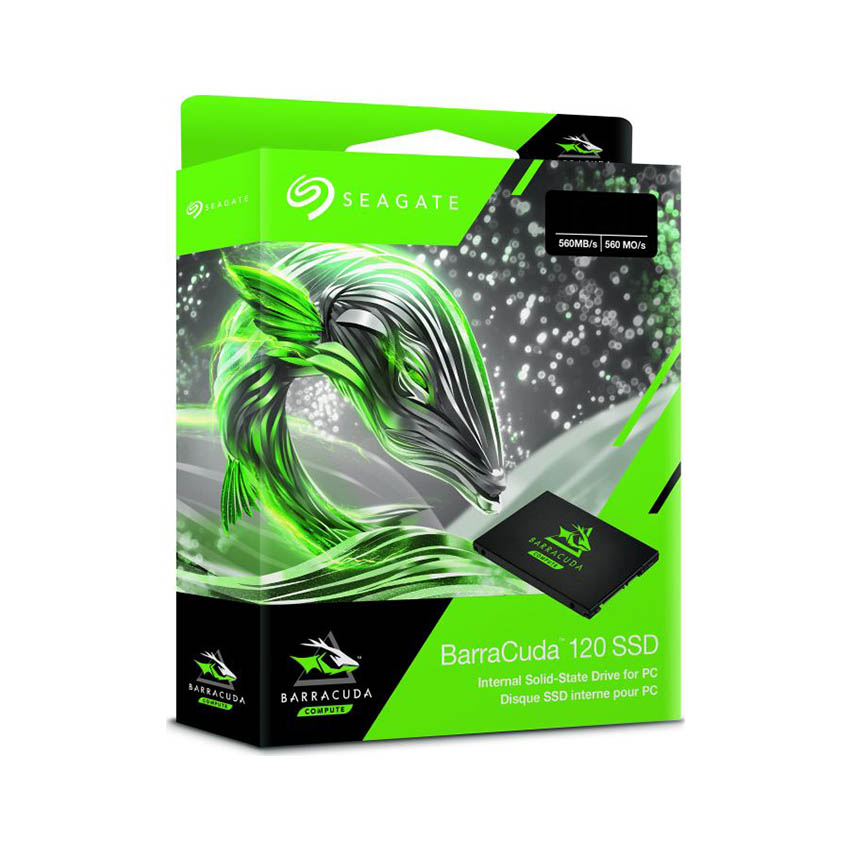 SEAGATE
SEAGATE
560MB/s | 560 MO/s
BARRACUDA
COMPUTE
BarraCuda™ 120 SSD
Internal Solid-State Drive for PC
Disque SSD interne pour PC
BARRACUDA
COMPUTE
BARRACUDA
COMPUTE